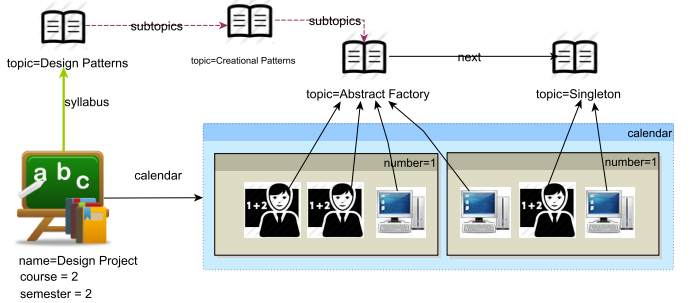 subtopics
subtopics
topic=Design Patterns
topic=Creational Patterns
next
syllabus
topic=Abstract Factory
topic=Singleton
calendar
number=1
number=1
a b c
calendar
1+2
1+2
1+2
name=Design Project
course = 2
semester = 2